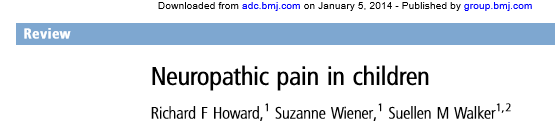 Downloaded from adc.bmj.com on January 5, 2014 - Published by group.bmj.com
Review
Neuropathic pain in children
Richard F Howard,1 Suzanne Wiener,1 Suellen M Walker1,2